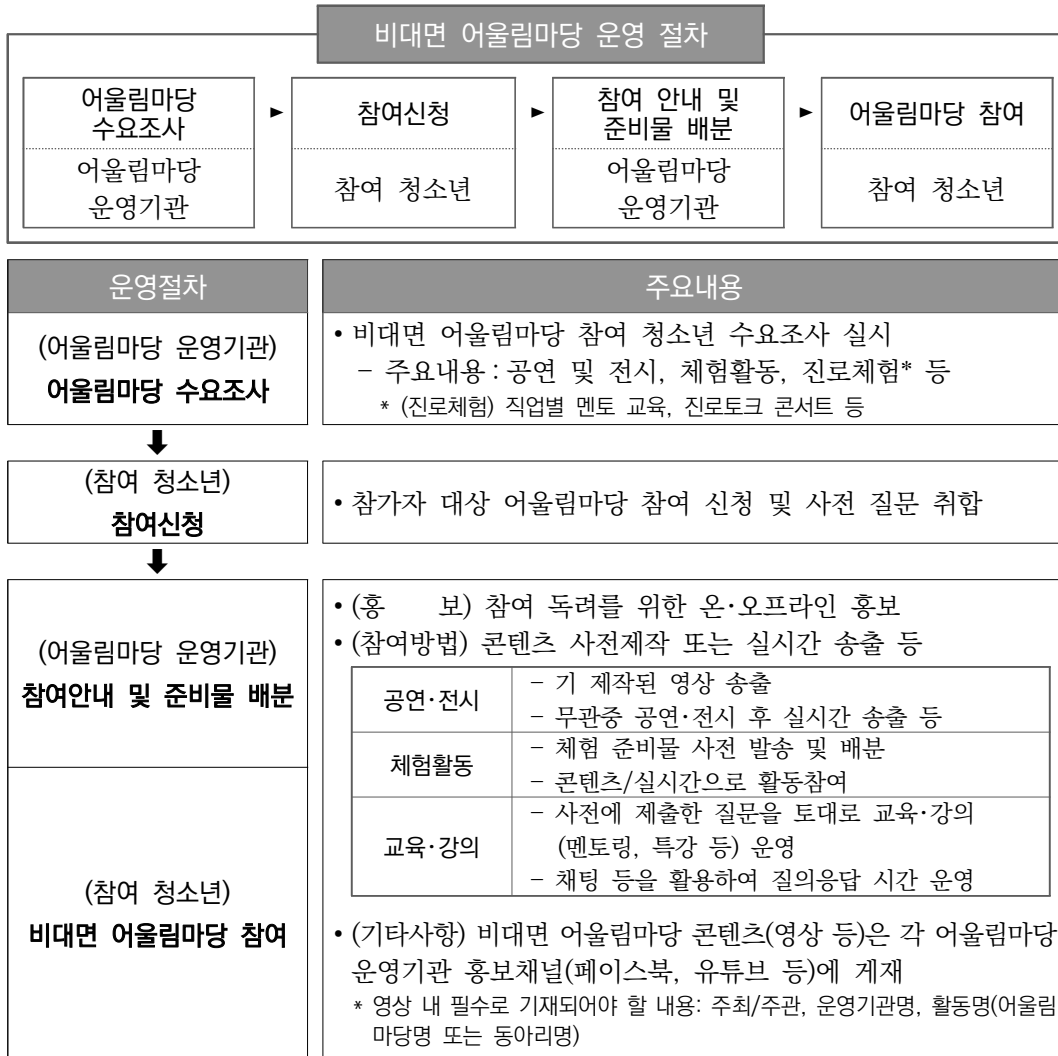 비대면 어울림마당 운영 절차
어울림마당
수요조사
►
참여신청
►
참여 안내 및
준비물 배분
►
어울림마당 참여
어울림마당
운영기관
참여 청소년
어울림마당
운영기관
참여 청소년
운영절차
주요내용
(어울림마당 운영기관)
어울림마당 수요조사
• 비대면 어울림마당 참여 청소년 수요조사 실시
- 주요내용 : 공연 및 전시, 체험활동, 진로체험* 등
* (진로체험) 직업별 멘토 교육, 진로토크 콘서트 등
🠇
(참여 청소년)
참여신청
• 참가자 대상 어울림마당 참여 신청 및 사전 질문 취합
🠇
(어울림마당 운영기관)
참여안내 및 준비물 배분
(참여 청소년)
비대면 어울림마당 참여
• (홍 보) 참여 독려를 위한 온·오프라인 홍보
• (참여방법) 콘텐츠 사전제작 또는 실시간 송출 등
공연·전시
- 기 제작된 영상 송출
- 무관중 공연·전시 후 실시간 송출 등
체험활동
- 체험 준비물 사전 발송 및 배분
- 콘텐츠/실시간으로 활동참여
교육·강의
- 사전에 제출한 질문을 토대로 교육·강의
(멘토링, 특강 등) 운영
- 채팅 등을 활용하여 질의응답 시간 운영
• (기타사항) 비대면 어울림마당 콘텐츠(영상 등)은 각 어울림마당
운영기관 홍보채널(페이스북, 유튜브 등)에 게재
* 영상 내 필수로 기재되어야 할 내용: 주최/주관, 운영기관명, 활동명(어울림
마당명 또는 동아리명)